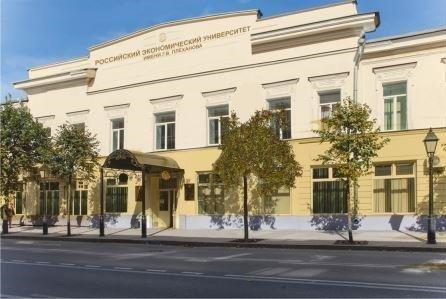 РОССИЙСКИЙ ЭКОНОМИЧЕСКИЙ УНИВЕРСИТЕТ
ИМЕНИ Г.В. ПЛЕХАНОВА